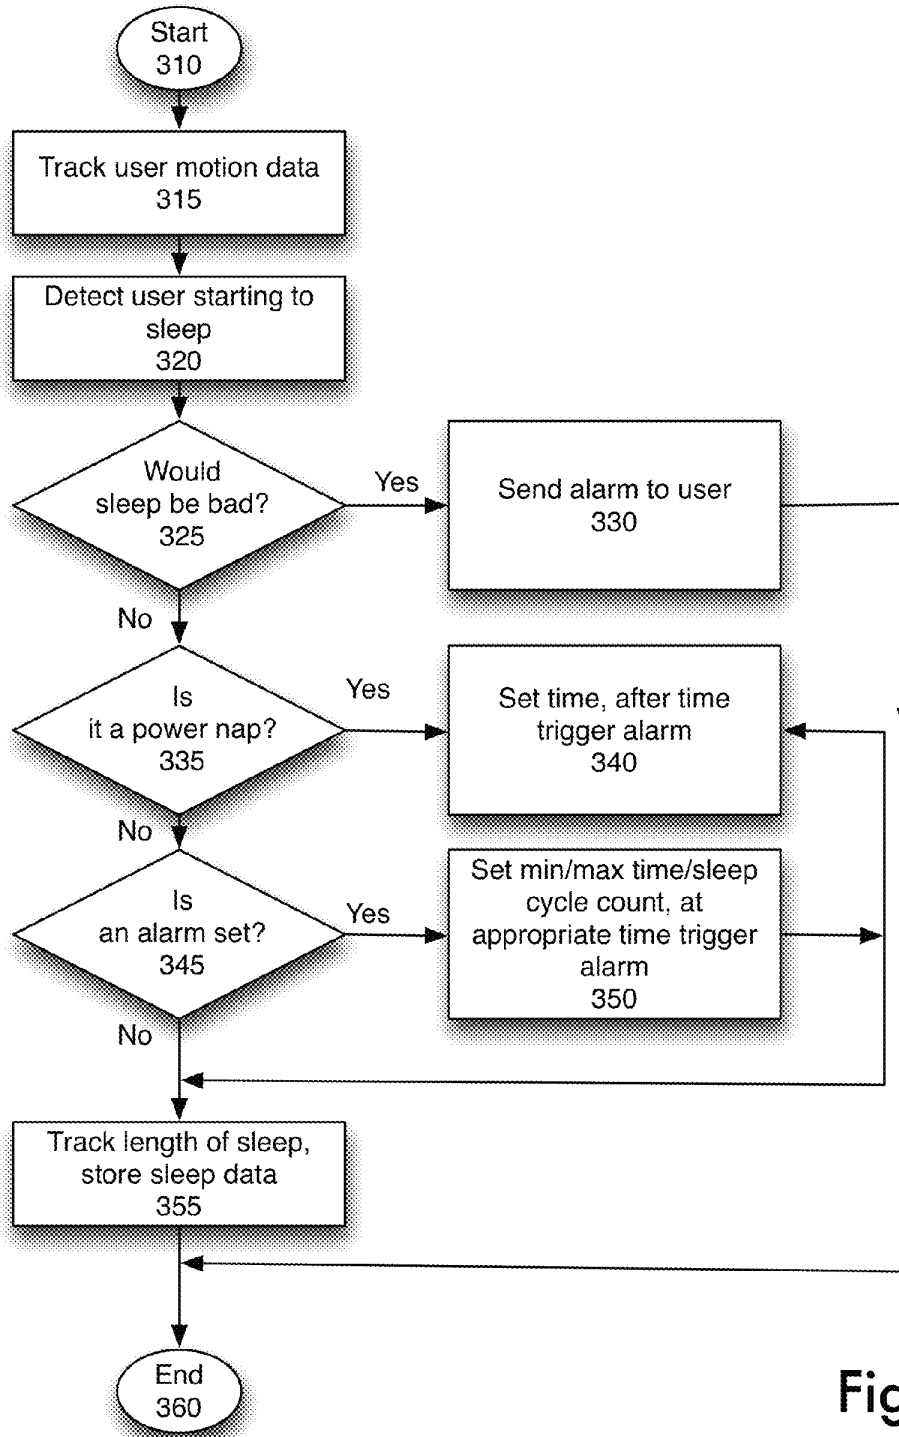 Start
310
Track user motion data
315
Detect user starting to
sleep
320
Would
sleep be bad?
325
Yes
Send alarm to user
330
No
Is
it a power nap?
335
Yes
Set time, after time
trigger alarm
340
No
Is
an alarm set?
345
Yes
Set min/max time/sleep
cycle count, at
appropriate time trigger
alarm
350
No
Track length of sleep,
store sleep data
355
End
360
Fig